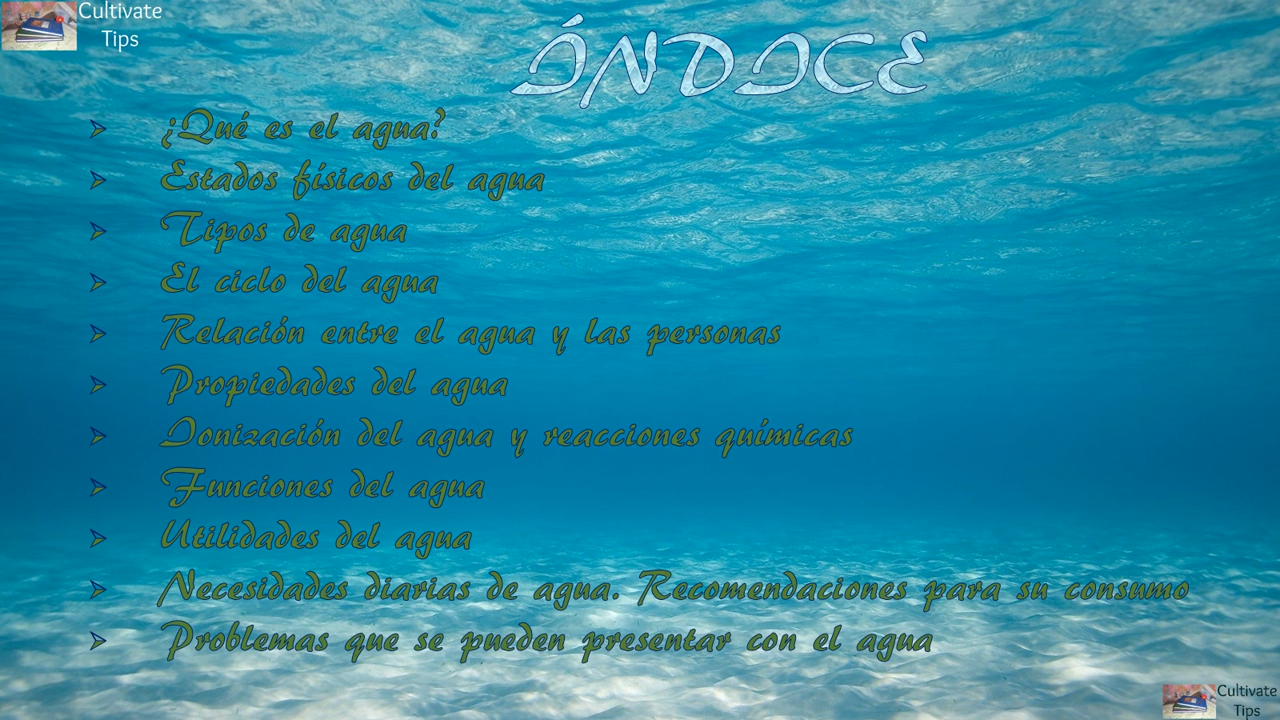 Cultivate
Tips
ÍNDICE
¿Qué es el agua?
Estados físicos del agua
Tipos de agua
El ciclo del agua
Relación entre el agua y las personas
Propiedades del agua
Ionización del agua y reacciones químicas
Funciones del agua
Utilidades del agua
Necesidades diarias de agua. Recomendaciones para su consumo
Problemas que se pueden presentar con el agua
Cultivate
Tips